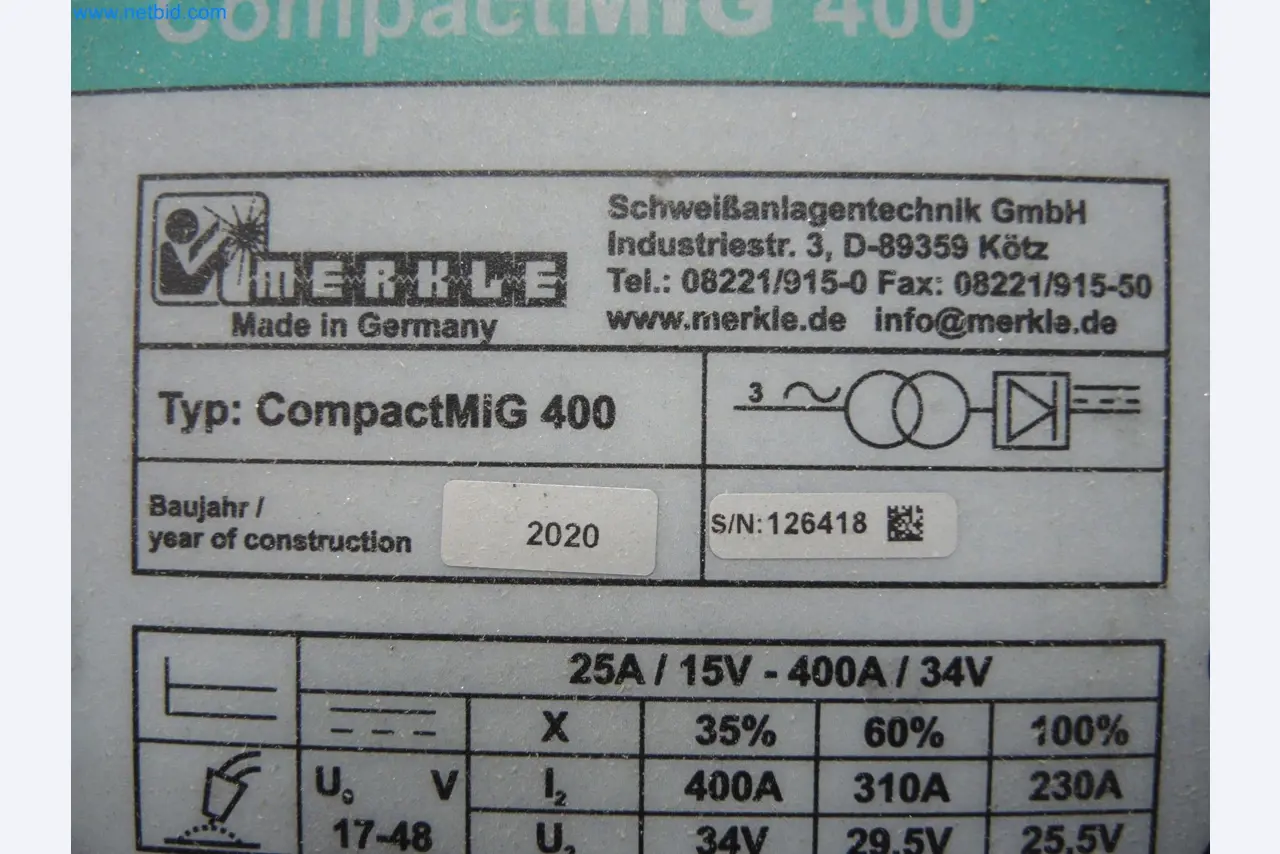 www.netbid.com
CompactMiG 400
Schweißanlagentechnik GmbH
Industriestr. 3, D-89359 Kötz
Tel.: 08221/915-0 Fax: 08221/915-50
www.merkle.de info@merkle.de
MERKLE
Made in Germany
Typ: CompactMiG 400
3
Baujahr /
year of construction
2020
S/N: 126418
25A / 15V - 400A / 34V
X 35% 60% 100%
U₀ V I₂ 400A 310A 230A
17-48 U₂ 34V 29.5V 25.5V